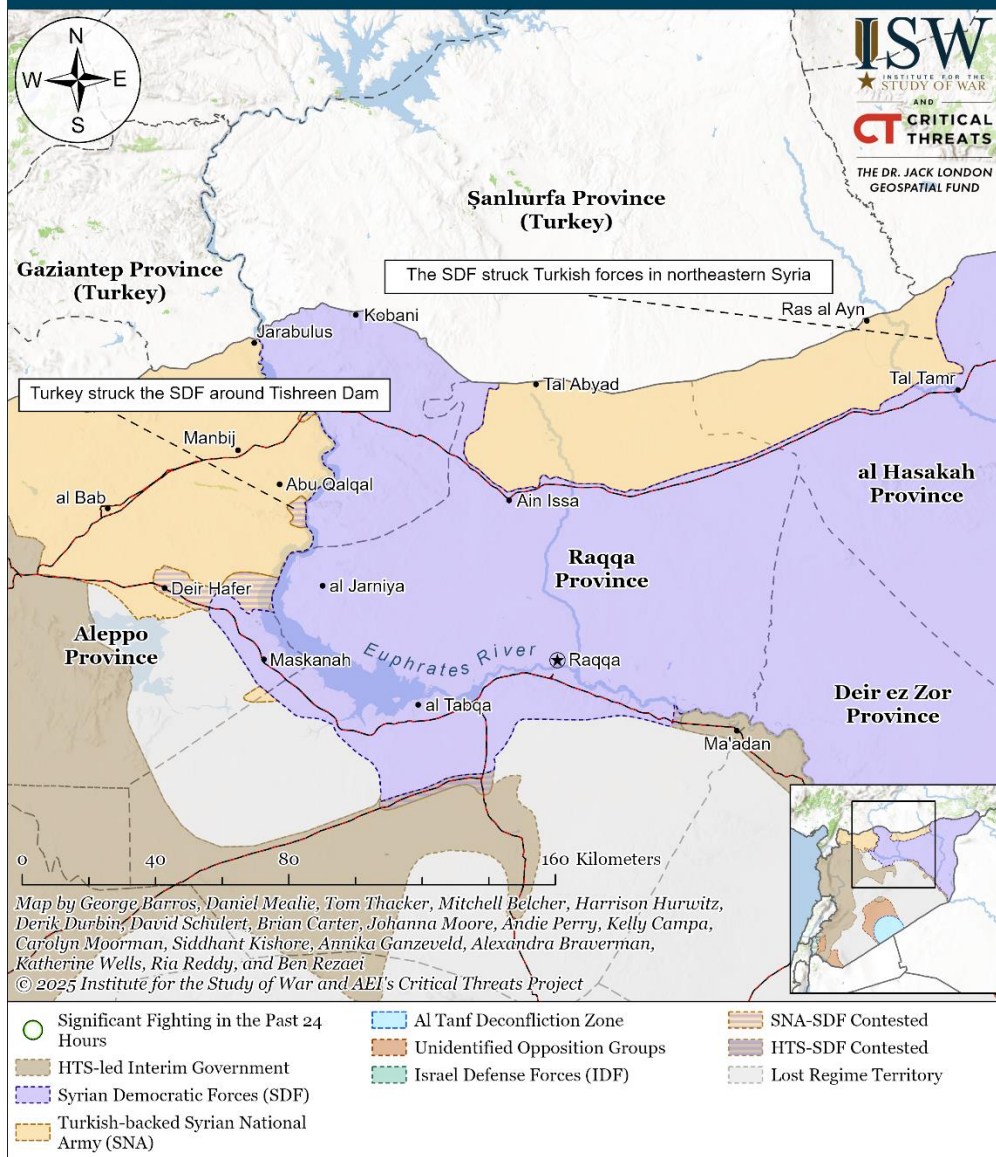 N
W
E
S
ISW
INSTITUTE FOR THE
STUDY OF WAR
AND
CT CRITICAL
THREATS
THE DR. JACK LONDON
GEOSPATIAL FUND
Şanlıurfa Province
(Turkey)
Gaziantep Province
(Turkey)
The SDF struck Turkish forces in northeastern Syria
Kobani
Ras al Ayn
Jarabulus
Turkey struck the SDF around Tishreen Dam
Tal Abyad
Tal Tamr
Manbij
Abu Qalqal
al Bab
Ain Issa
al Hasakah
Province
Raqqa
Province
Deir Hafer
al Jarniya
Aleppo
Province
Maskanah
Euphrates River
Raqqa
al Tabqa
Deir ez Zor
Province
Ma'adan
0
40
80
160 Kilometers
Map by George Barros, Daniel Mealie, Tom Thacker, Mitchell Belcher, Harrison Hurwitz,
Derik Durbin, David Schulert, Brian Carter, Johanna Moore, Andie Perry, Kelly Campa,
Carolyn Moorman, Siddhant Kishore, Annika Ganzeveld, Alexandra Braverman,
Katherine Wells, Ria Reddy, and Ben Rezaei
© 2025 Institute for the Study of War and AEI's Critical Threats Project
Significant Fighting in the Past 24
Hours
HTS-led Interim Government
Syrian Democratic Forces (SDF)
Turkish-backed Syrian National
Army (SNA)
Al Tanf Deconfliction Zone
Unidentified Opposition Groups
Israel Defense Forces (IDF)
SNA-SDF Contested
HTS-SDF Contested
Lost Regime Territory